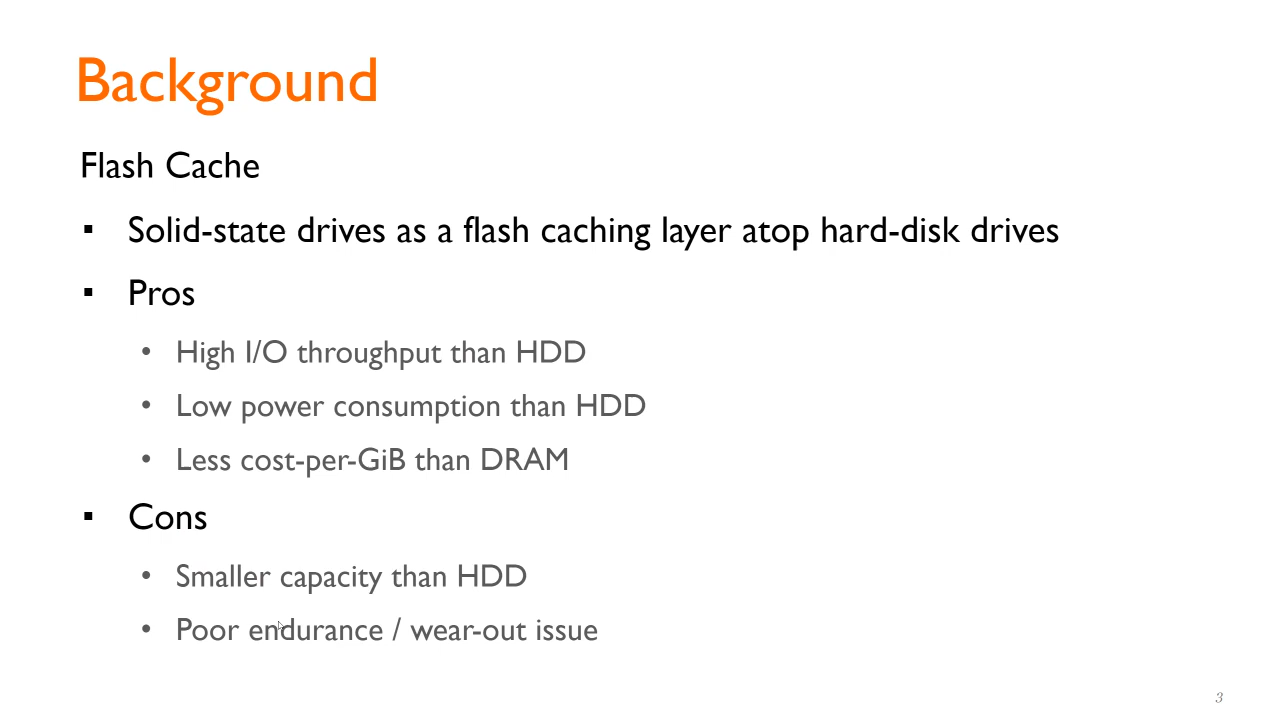 Background
Flash Cache
▪ Solid-state drives as a flash caching layer atop hard-disk drives
▪ Pros
• High I/O throughput than HDD
• Low power consumption than HDD
• Less cost-per-GiB than DRAM
▪ Cons
• Smaller capacity than HDD
• Poor endurance / wear-out issue
3